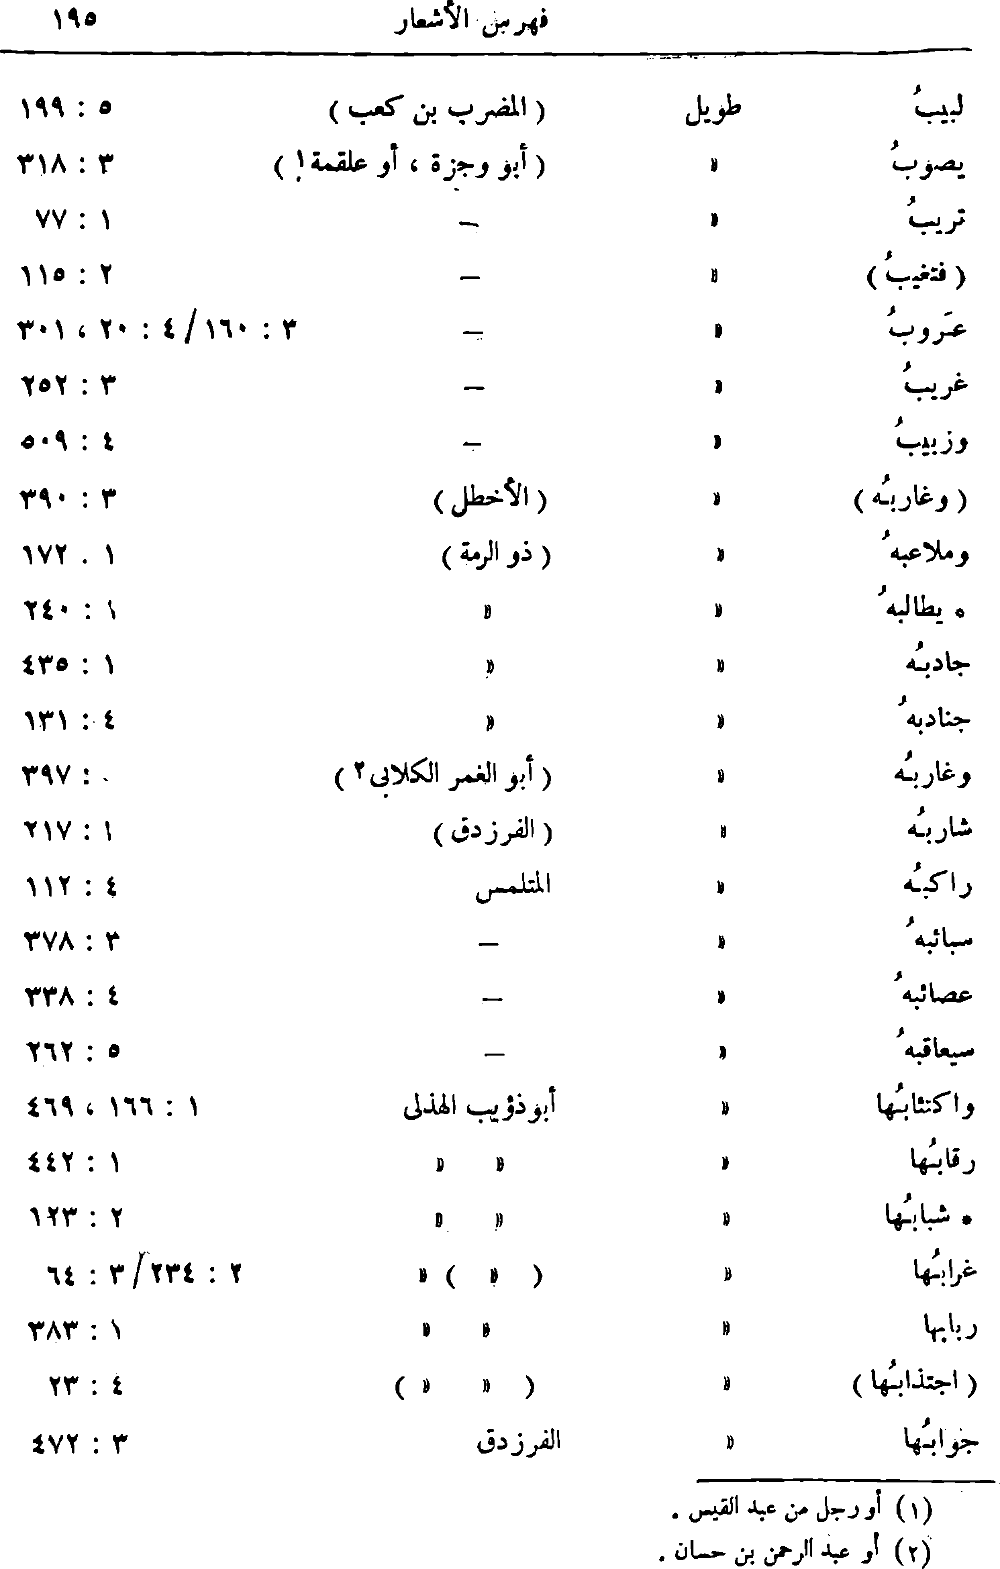 فهرس الأشعار ١٩٥
لبيبُ طويل ( المضرب بن كعب ) ٥ : ١٩٩
يصوبُ « ( أبو وجزة ، أو علقمة١ ) ٣ : ٣١٨
تريبُ « – ١ : ٧٧
( فتغيبُ ) « – ٢ : ١١٥
عَروبُ « – ٣ : ١٦٠/ ٤ : ٢٠ ، ٣٠١
غريبُ « – ٣ : ٢٥٢
وزبيبُ « – ٤ : ٥٠٩
( وغاربُه ) « ( الأخطل ) ٣ : ٣٩٠
وملاعبهُ « ( ذو الرمة ) ١ . ١٧٢
• يطالبهُ « « ١ : ٢٤٠
جادبُه « « ١ : ٤٣٥
جنادبهُ « « ٤ : ١٣١
وغاربُه « ( أبو الغمر الكلابى٢ ) : ٣٩٧
شاربُه « ( الفرزدق ) ١ : ٢١٧
راكبُه « المتلمس ٤ : ١١٢
سبائبهُ « – ٣ : ٣٧٨
عصائبهُ « – ٤ : ٣٣٨
سيعاقبهُ « – ٥ : ٢٦٢
واكتئابُها « أبو ذؤيب الهذلى ١ : ١٦٦ ، ٤٦٩
رقابُها « « « ١ : ٤٤٢
* شبابُها « « « ٢ : ١٢٣
غرابُها « ( « ) « ٢ : ٢٣٤/ ٣ : ٦٤
ربابها « « « ١ : ٣٨٣
( اجتذابُها ) « ( « « ) ٤ : ٢٣
جوابُها « الفرزدق ٣ : ٤٧٢
(١) أو رجل من عبد القيس .
(٢) أو عبد الرحمن بن حسان .